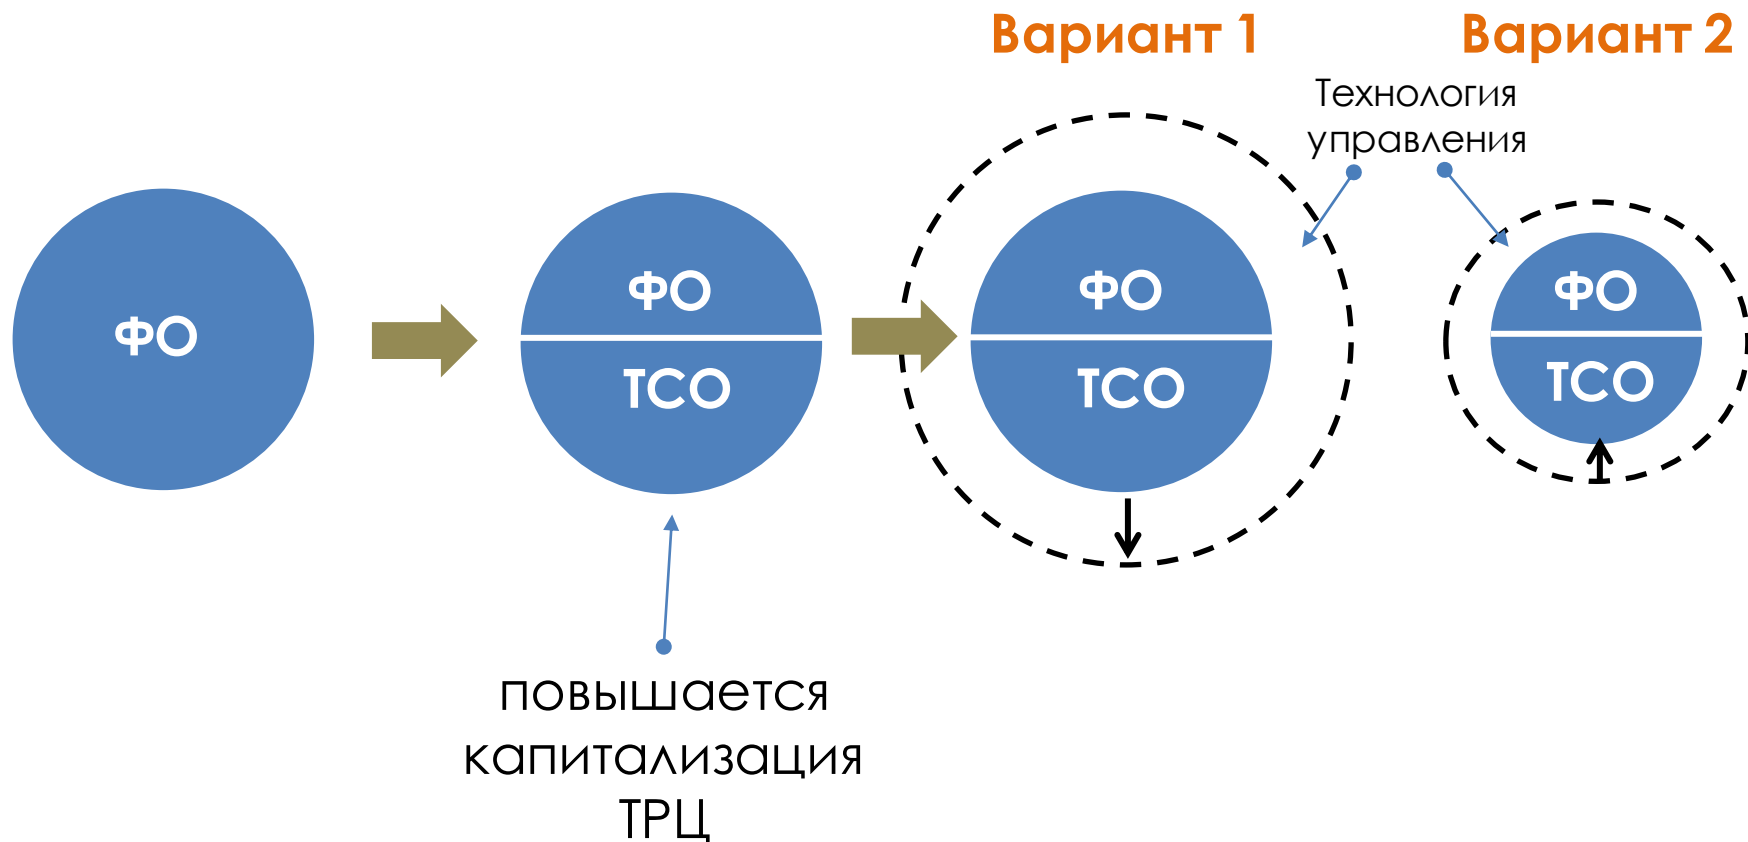 Вариант 1
Вариант 2
Технология
управления
ФО
ФО
ТСО
ФО
ТСО
ФО
ТСО
повышается
капитализация
ТРЦ